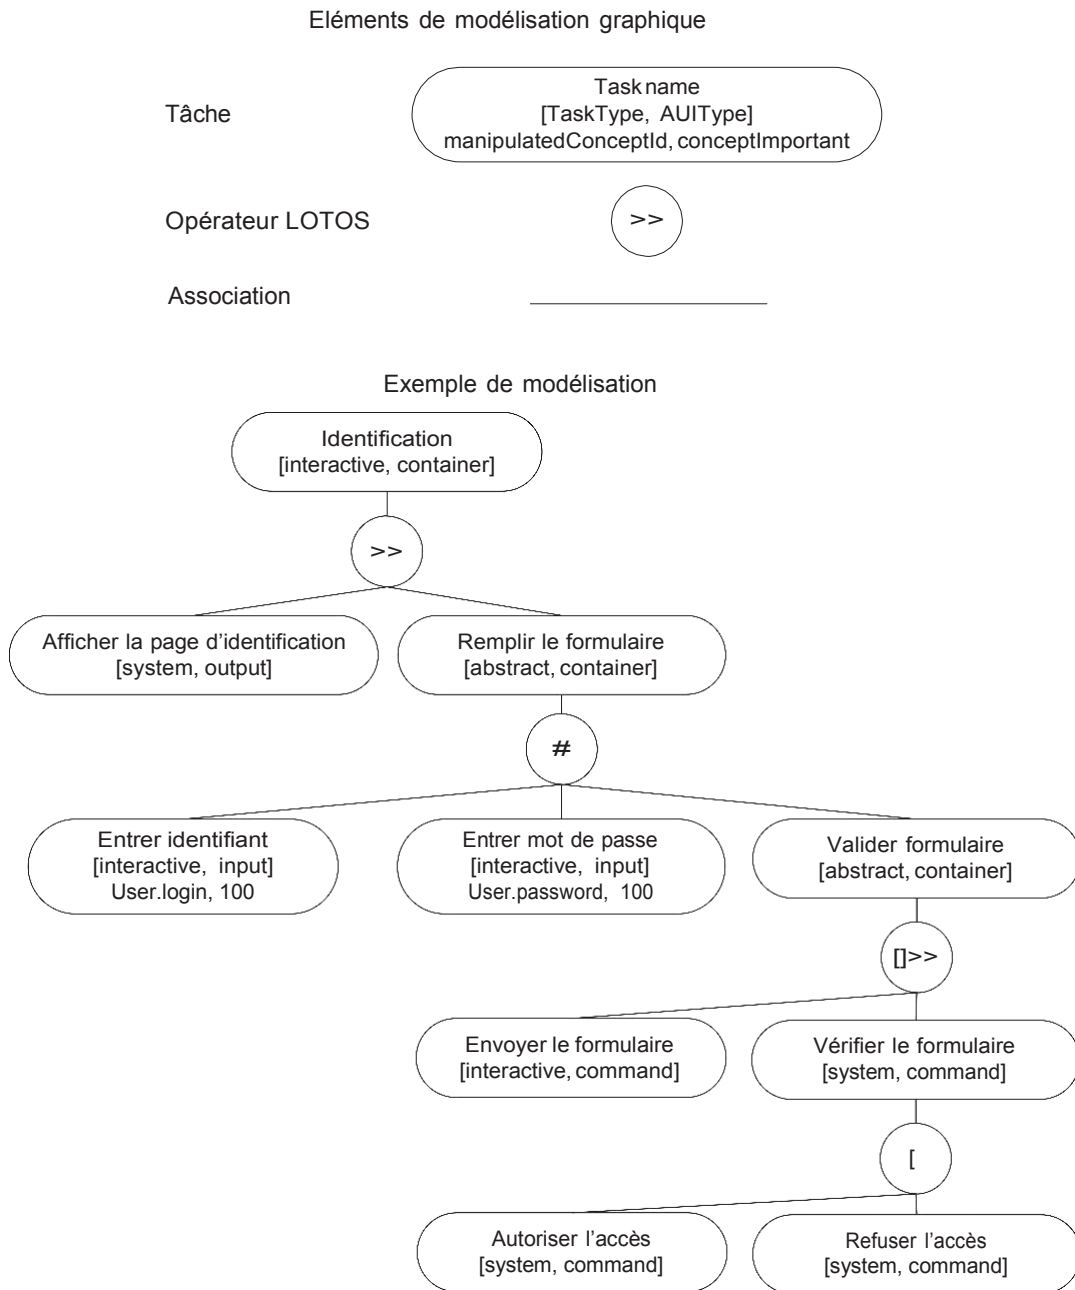 Eléments de modélisation graphique
Tâche
Task name
[TaskType, AUIType]
manipulatedConceptId, conceptImportant
Opérateur LOTOS
>>
Association
Exemple de modélisation
Identification
[interactive, container]
>>
Afficher la page d'identification
[system, output]
Remplir le formulaire
[abstract, container]
#
Entrer identifiant
[interactive, input]
User.login, 100
Entrer mot de passe
[interactive, input]
User.password, 100
Valider formulaire
[abstract, container]
[]>>
Envoyer le formulaire
[interactive, command]
Vérifier le formulaire
[system, command]
[
Autoriser l'accès
[system, command]
Refuser l'accès
[system, command]